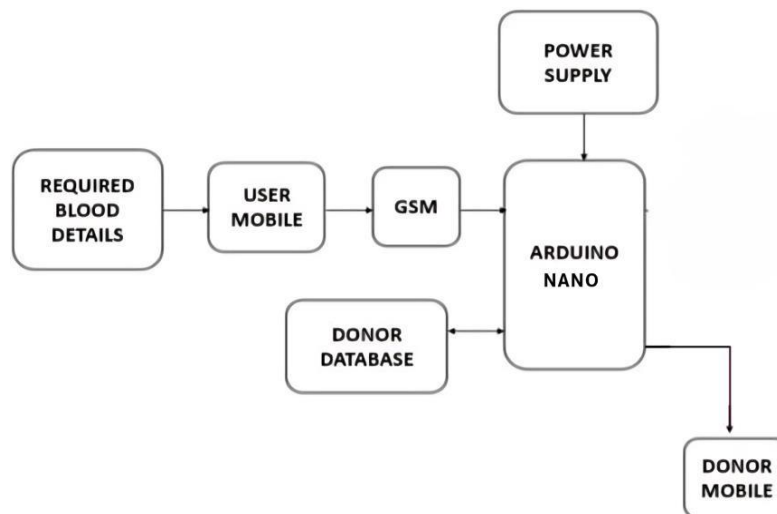 POWER
SUPPLY
REQUIRED
BLOOD
DETAILS
USER
MOBILE
GSM
ARDUINO
NANO
DONOR
DATABASE
DONOR
MOBILE